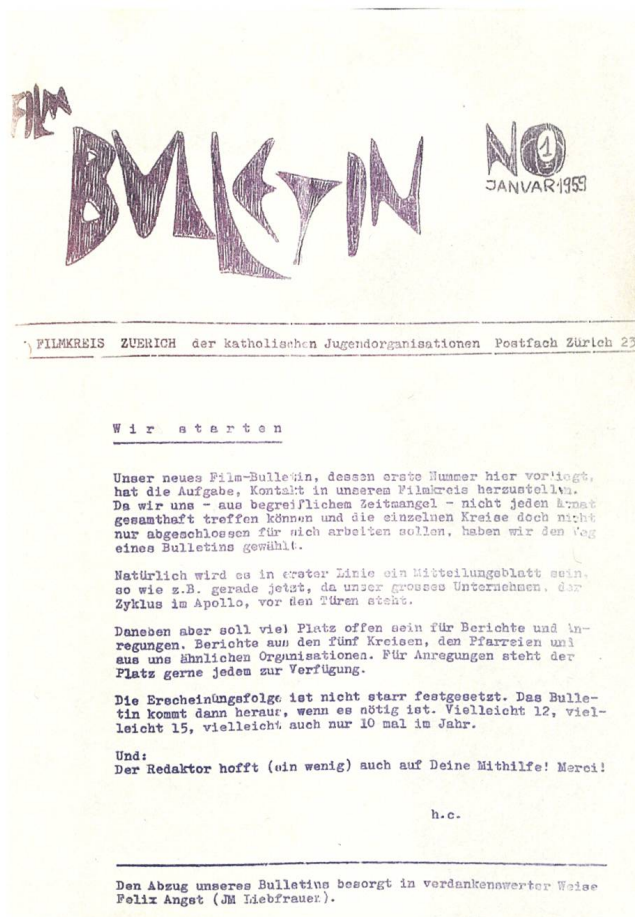 FILM
BULLETIN
NO 1
JANUAR 1959
FILMKREIS ZUERICH der katholischen Jugendorganisationen Postfach Zürich 23
Wir starten
Unser neues Film-Bulletin, dessen erste Nummer hier vorliegt,
hat die Aufgabe, Kontakt in unserem Filmkreis herzustellen.
Da wir uns - aus begreiflichem Zeitmangel - nicht jeden Monat
gesamthaft treffen können und die einzelnen Kreise doch nicht
nur abgeschlossen für sich arbeiten sollen, haben wir den Weg
eines Bulletins gewählt.
Natürlich wird es in erster Linie ein Mitteilungsblatt sein,
so wie z.B. gerade jetzt, da unser grosses Unternehmen, der
Zyklus im Apollo, vor den Türen steht.
Daneben aber soll viel Platz offen sein für Berichte und An-
regungen. Berichte aus den fünf Kreisen, den Pfarreien und
aus uns ähnlichen Organisationen. Für Anregungen steht der
Platz gerne jedem zur Verfügung.
Die Erscheinungsfolge ist nicht starr festgesetzt. Das Bulle-
tin kommt dann heraus, wenn es nötig ist. Vielleicht 12, viel-
leicht 15, vielleicht auch nur 10 mal im Jahr.
Und:
Der Redaktor hofft (ein wenig) auch auf Deine Mithilfe! Merci!
h.c.
Den Abzug unseres Bulletins besorgt in verdankenswerter Weise
Felix Angst (JM Liebfrauen).